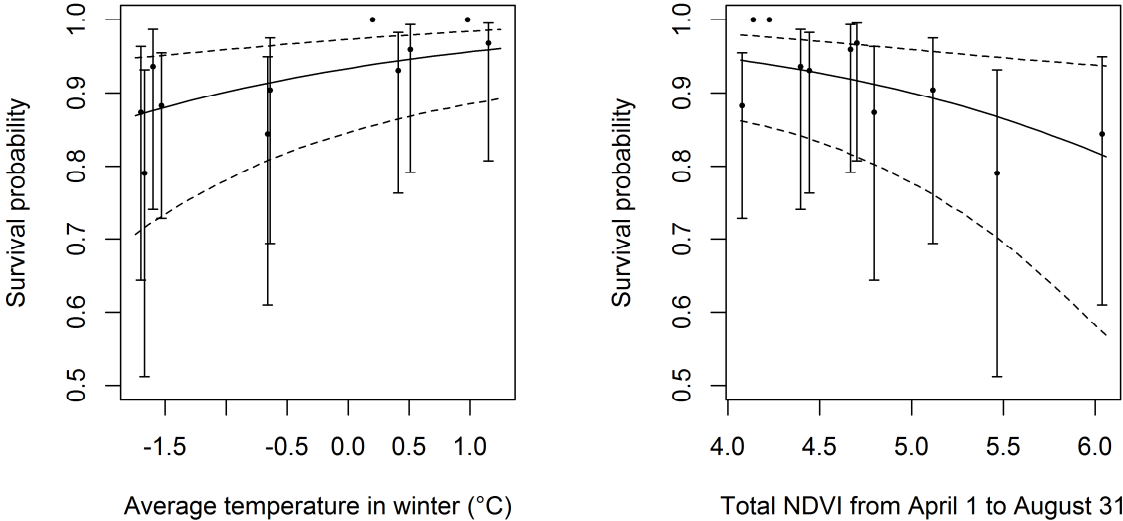 Survival probability
1.0
0.9
0.8
0.7
0.6
0.5
-1.5 -0.5 0.0 0.5 1.0
Average temperature in winter (°C)
Survival probability
1.0
0.9
0.8
0.7
0.6
0.5
4.0 4.5 5.0 5.5 6.0
Total NDVI from April 1 to August 31